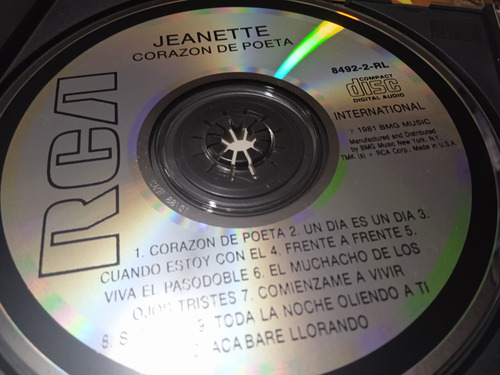 JEANETTE
CORAZON DE POETA
8492-2-RL
COMPACT
disc
DIGITAL AUDIO
INTERNATIONAL
℗ 1981 BMG MUSIC
Manufactured and Distributed
by BMG Music New York, N.Y.
TMK (s) • RCA Corp. Made in U.S.A.
RCA
1. CORAZON DE POETA 2. UN DIA ES UN DIA 3.
CUANDO ESTOY CON EL 4. FRENTE A FRENTE 5.
VIVA EL PASODOBLE 6. EL MUCHACHO DE LOS
OJOS TRISTES 7. COMIENZAME A VIVIR
8. S 9. TODA LA NOCHE OLIENDO A TI
ACABARE LLORANDO